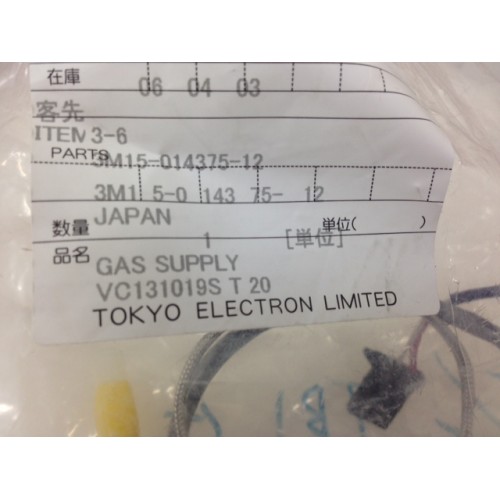 在庫 06 04 03
客先
ITEM 3-6
PARTS 3M15-014375-12
3M1 5-0 143 75- 12
JAPAN
数量 1 [単位] 単位( )
品名 GAS SUPPLY
VC131019S T 20
TOKYO ELECTRON LIMITED